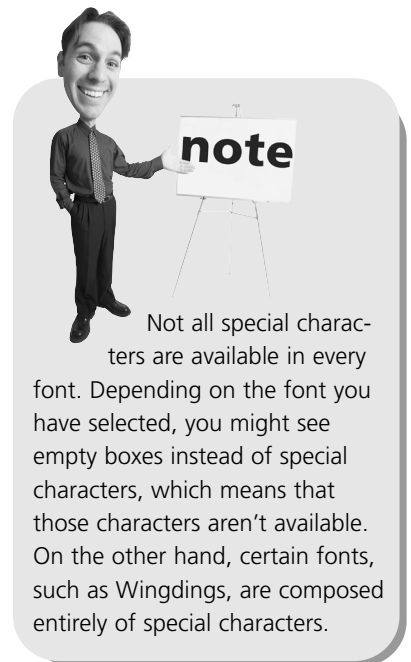 note
Not all special charac-
ters are available in every
font. Depending on the font you
have selected, you might see
empty boxes instead of special
characters, which means that
those characters aren’t available.
On the other hand, certain fonts,
such as Wingdings, are composed
entirely of special characters.